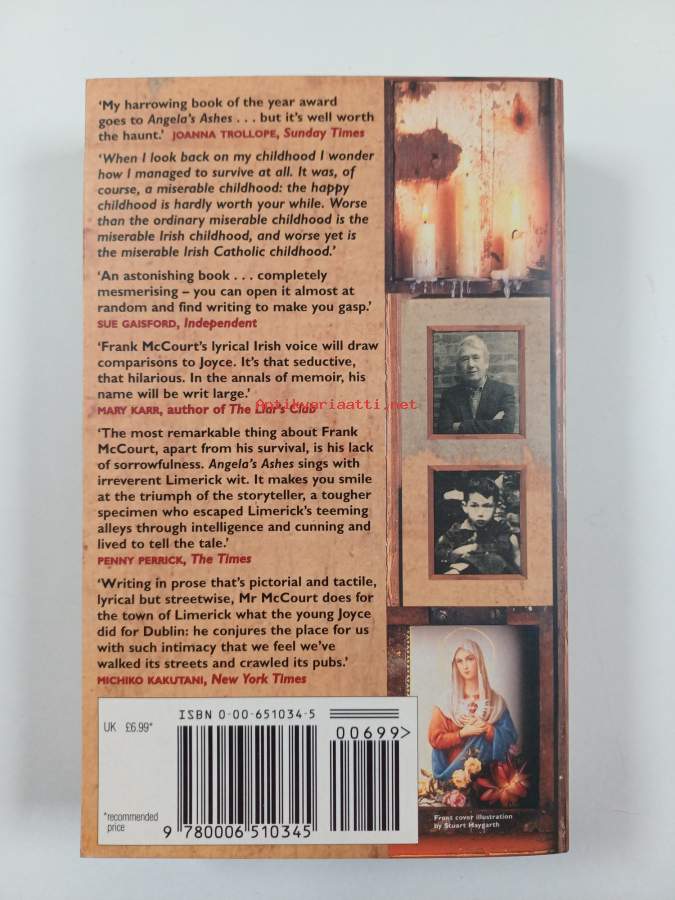 ‘My harrowing book of the year award
goes to Angela’s Ashes . . . but it’s well worth
the haunt.’ JOANNA TROLLOPE, Sunday Times
‘When I look back on my childhood I wonder
how I managed to survive at all. It was, of
course, a miserable childhood: the happy
childhood is hardly worth your while. Worse
than the ordinary miserable childhood is the
miserable Irish childhood, and worse yet is
the miserable Irish Catholic childhood.’
‘An astonishing book . . . completely
mesmerising – you can open it almost at
random and find writing to make you gasp.’
SUE GAISFORD, Independent
‘Frank McCourt’s lyrical Irish voice will draw
comparisons to Joyce. It’s that seductive,
that hilarious. In the annals of memoir, his
name will be writ large.’
Antikvariaatti.net
MARY KARR, author of The Liar’s Club
‘The most remarkable thing about Frank
McCourt, apart from his survival, is his lack
of sorrowfulness. Angela’s Ashes sings with
irreverent Limerick wit. It makes you smile
at the triumph of the storyteller, a tougher
specimen who escaped Limerick’s teeming
alleys through intelligence and cunning and
lived to tell the tale.’
PENNY PERRICK, The Times
‘Writing in prose that’s pictorial and tactile,
lyrical but streetwise, Mr McCourt does for
the town of Limerick what the young Joyce
did for Dublin: he conjures the place for us
with such intimacy that we feel we’ve
walked its streets and crawled its pubs.’
MICHIKO KAKUTANI, New York Times
ISBN 0-00-651034-5
UK £6.99*
00699>
*recommended
price
9 780006 510345
Front cover illustration
by Stuart Haygarth